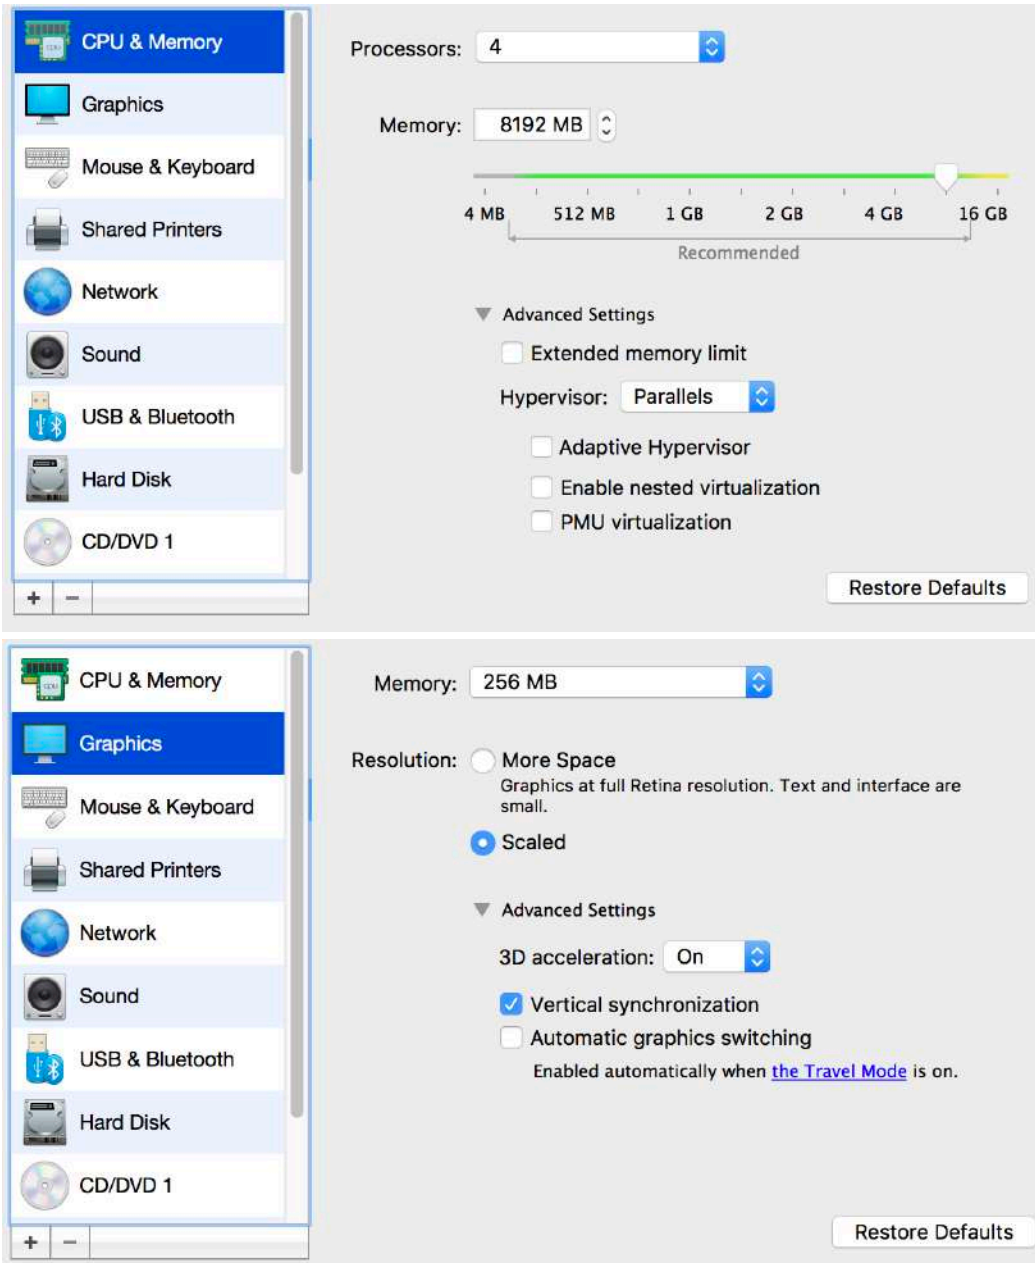 CPU & Memory
Graphics
Mouse & Keyboard
Shared Printers
Network
Sound
USB & Bluetooth
Hard Disk
CD/DVD 1
+ −
Processors: 4
Memory: 8192 MB
4 MB 512 MB 1 GB 2 GB 4 GB 16 GB
Recommended
Advanced Settings
Extended memory limit
Hypervisor: Parallels
Adaptive Hypervisor
Enable nested virtualization
PMU virtualization
Restore Defaults
CPU & Memory
Graphics
Mouse & Keyboard
Shared Printers
Network
Sound
USB & Bluetooth
Hard Disk
CD/DVD 1
+ −
Memory: 256 MB
Resolution: More Space
Graphics at full Retina resolution. Text and interface are
small.
Scaled
Advanced Settings
3D acceleration: On
Vertical synchronization
Automatic graphics switching
Enabled automatically when the Travel Mode is on.
Restore Defaults